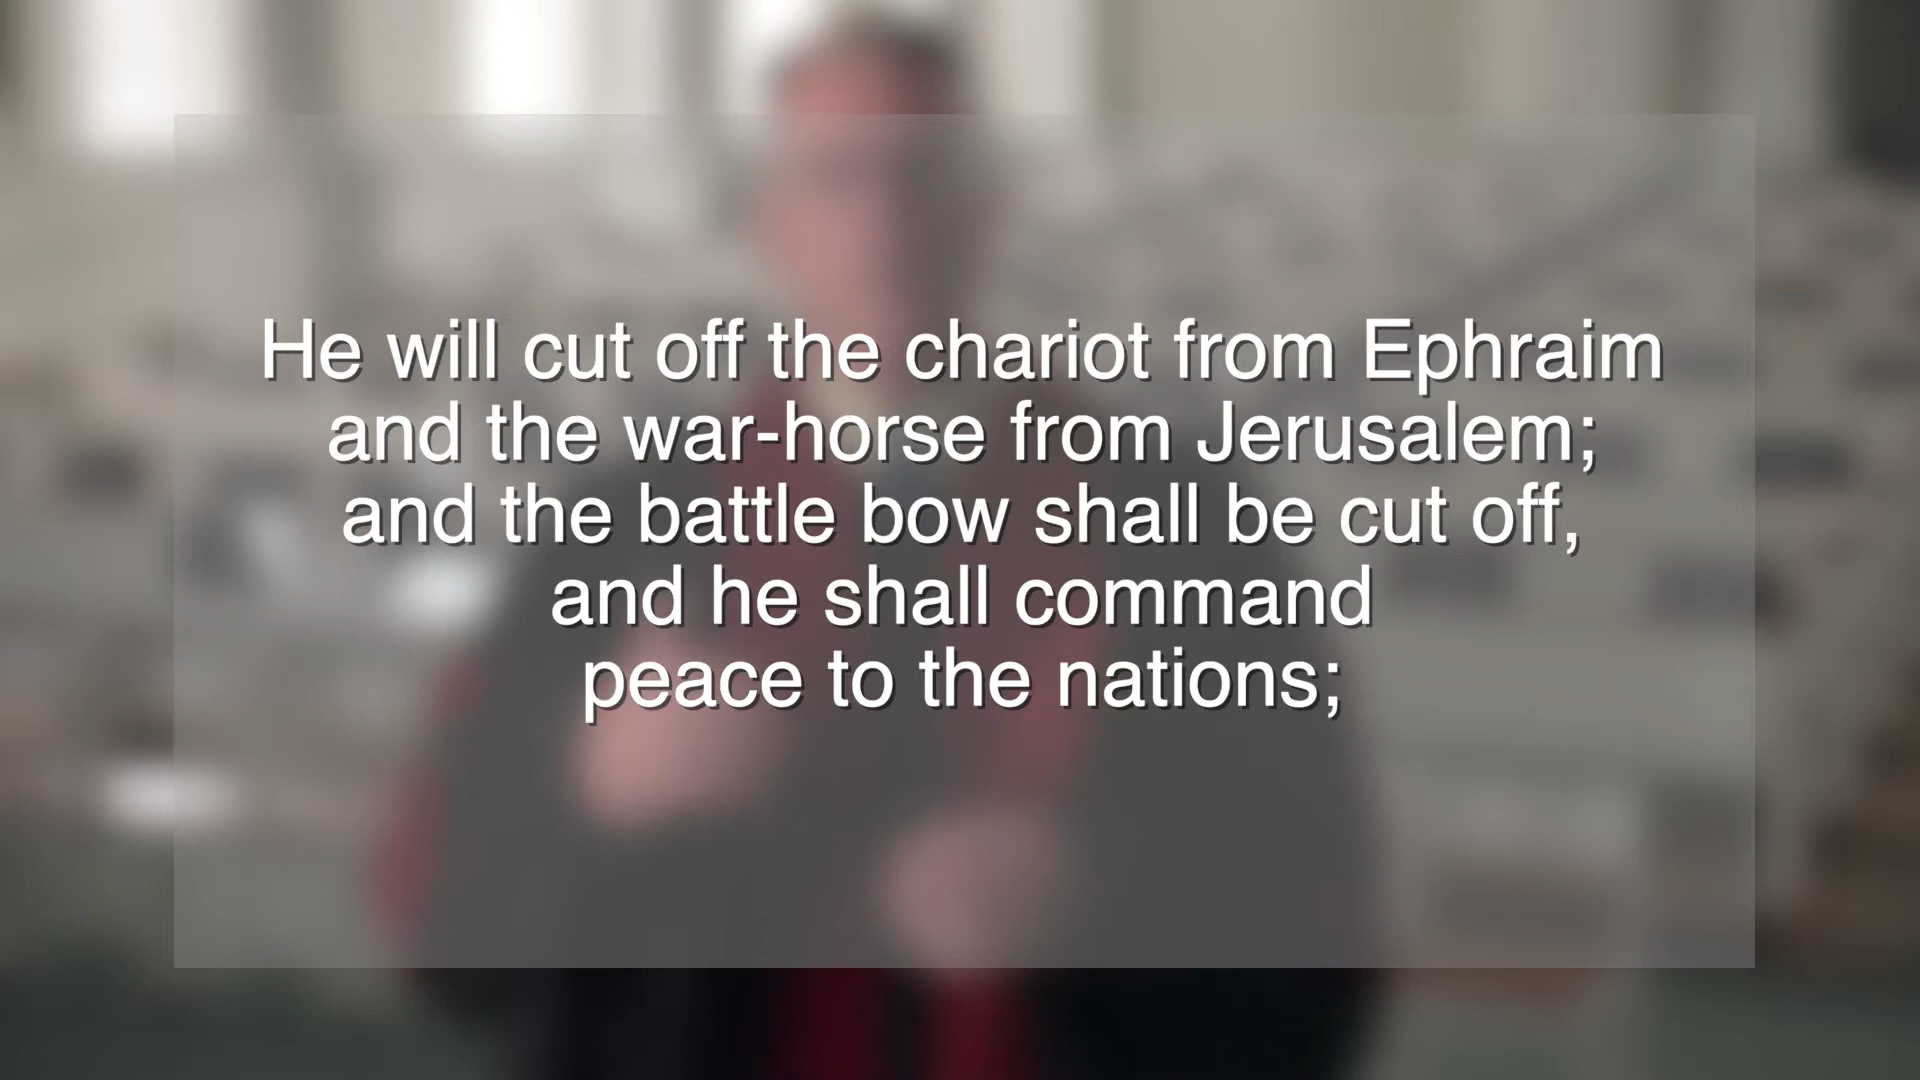 He will cut off the chariot from Ephraim
and the war-horse from Jerusalem;
and the battle bow shall be cut off,
and he shall command
peace to the nations;